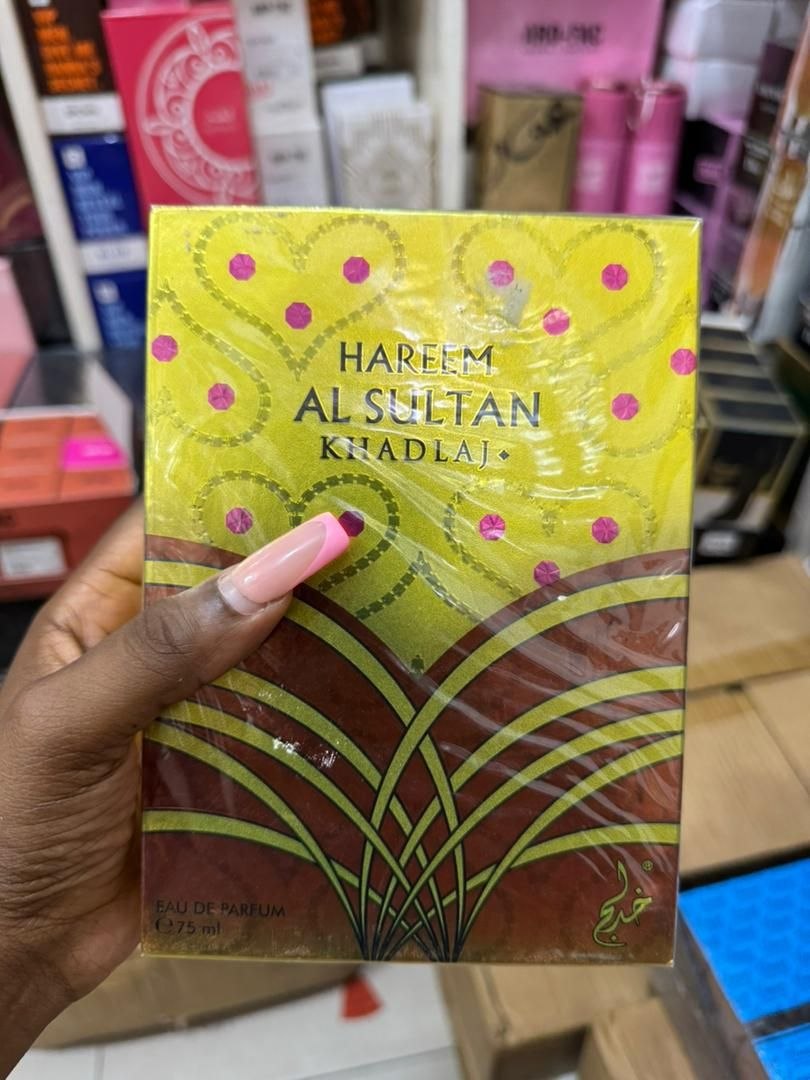 HAREEM
AL SULTAN
KHADLAJ
EAU DE PARFUM
℮75 ml
خدلج®